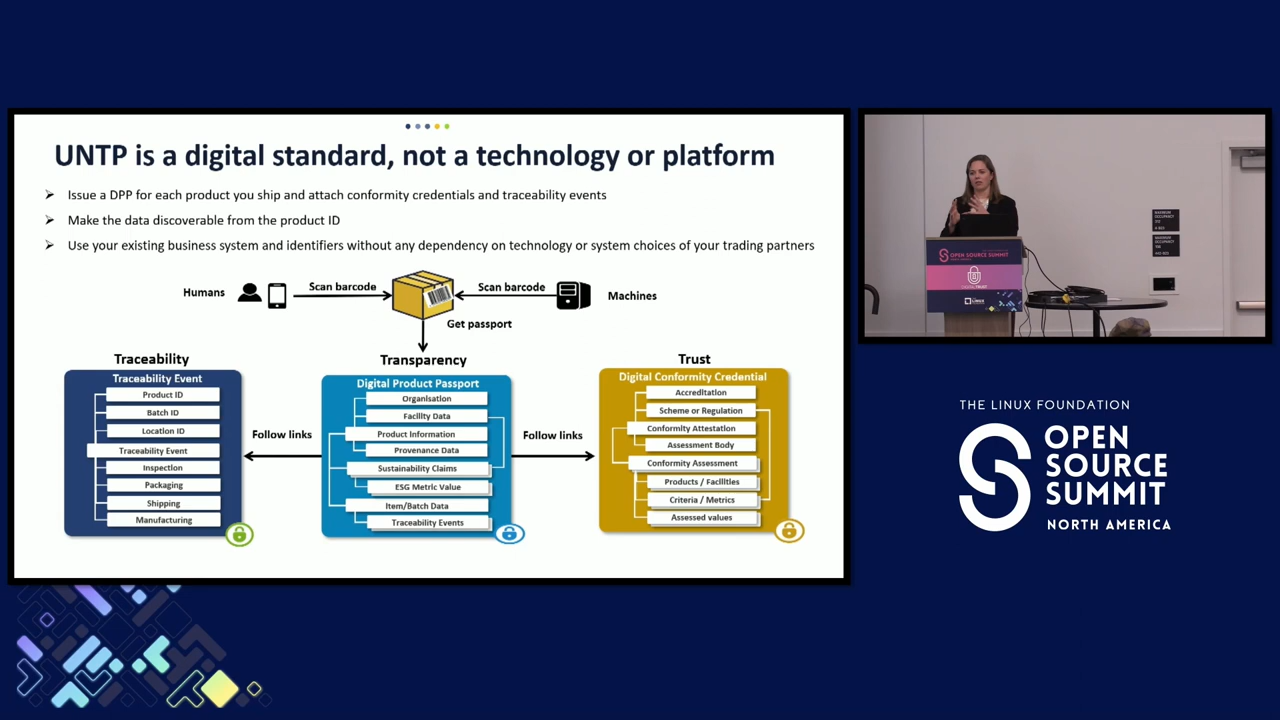 UNTP is a digital standard, not a technology or platform
Issue a DPP for each product you ship and attach conformity credentials and traceability events
Make the data discoverable from the product ID
Use your existing business system and identifiers without any dependency on technology or system choices of your trading partners
Humans
Scan barcode
Scan barcode
Machines
Get passport
Traceability
Traceability Event
Product ID
Batch ID
Location ID
Traceability Event
Inspection
Packaging
Shipping
Manufacturing
Follow links
Transparency
Digital Product Passport
Organisation
Facility Data
Product Information
Provenance Data
Sustainability Claims
ESG Metric Value
Item/Batch Data
Traceability Events
Follow links
Trust
Digital Conformity Credential
Accreditation
Scheme or Regulation
Conformity Attestation
Assessment Body
Conformity Assessment
Products / Facilities
Criteria / Metrics
Assessed values
OPEN SOURCE SUMMIT
THE LINUX FOUNDATION
OPEN
SOURCE
SUMMIT
NORTH AMERICA